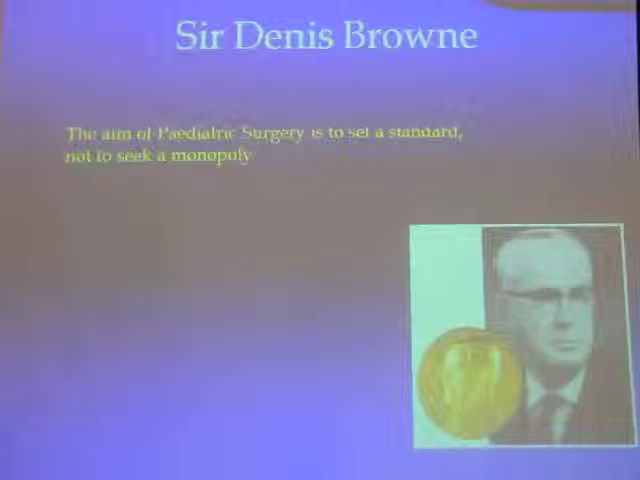 Sir Denis Browne
The aim of Paediatric Surgery is to set a standard,
not to seek a monopoly